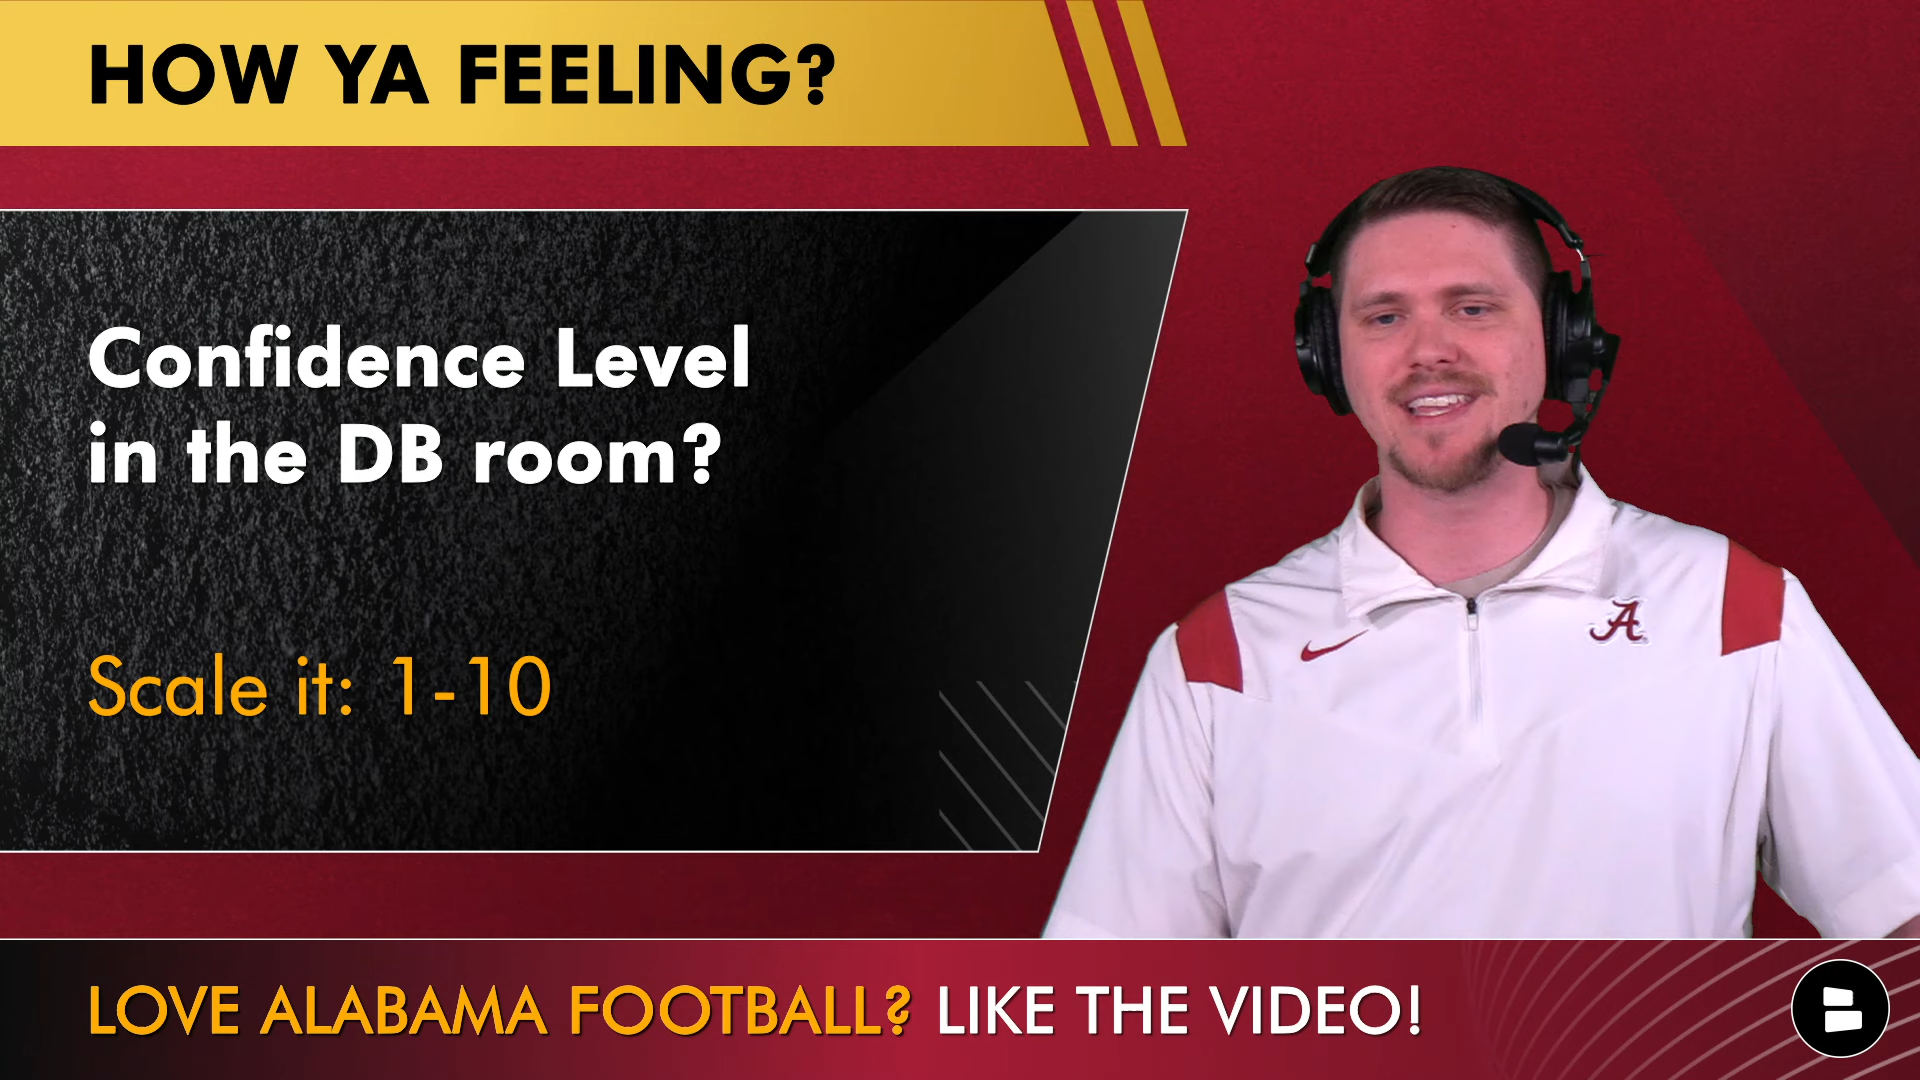 HOW YA FEELING?
Confidence Level
in the DB room?
Scale it: 1-10
A
LOVE ALABAMA FOOTBALL? LIKE THE VIDEO!